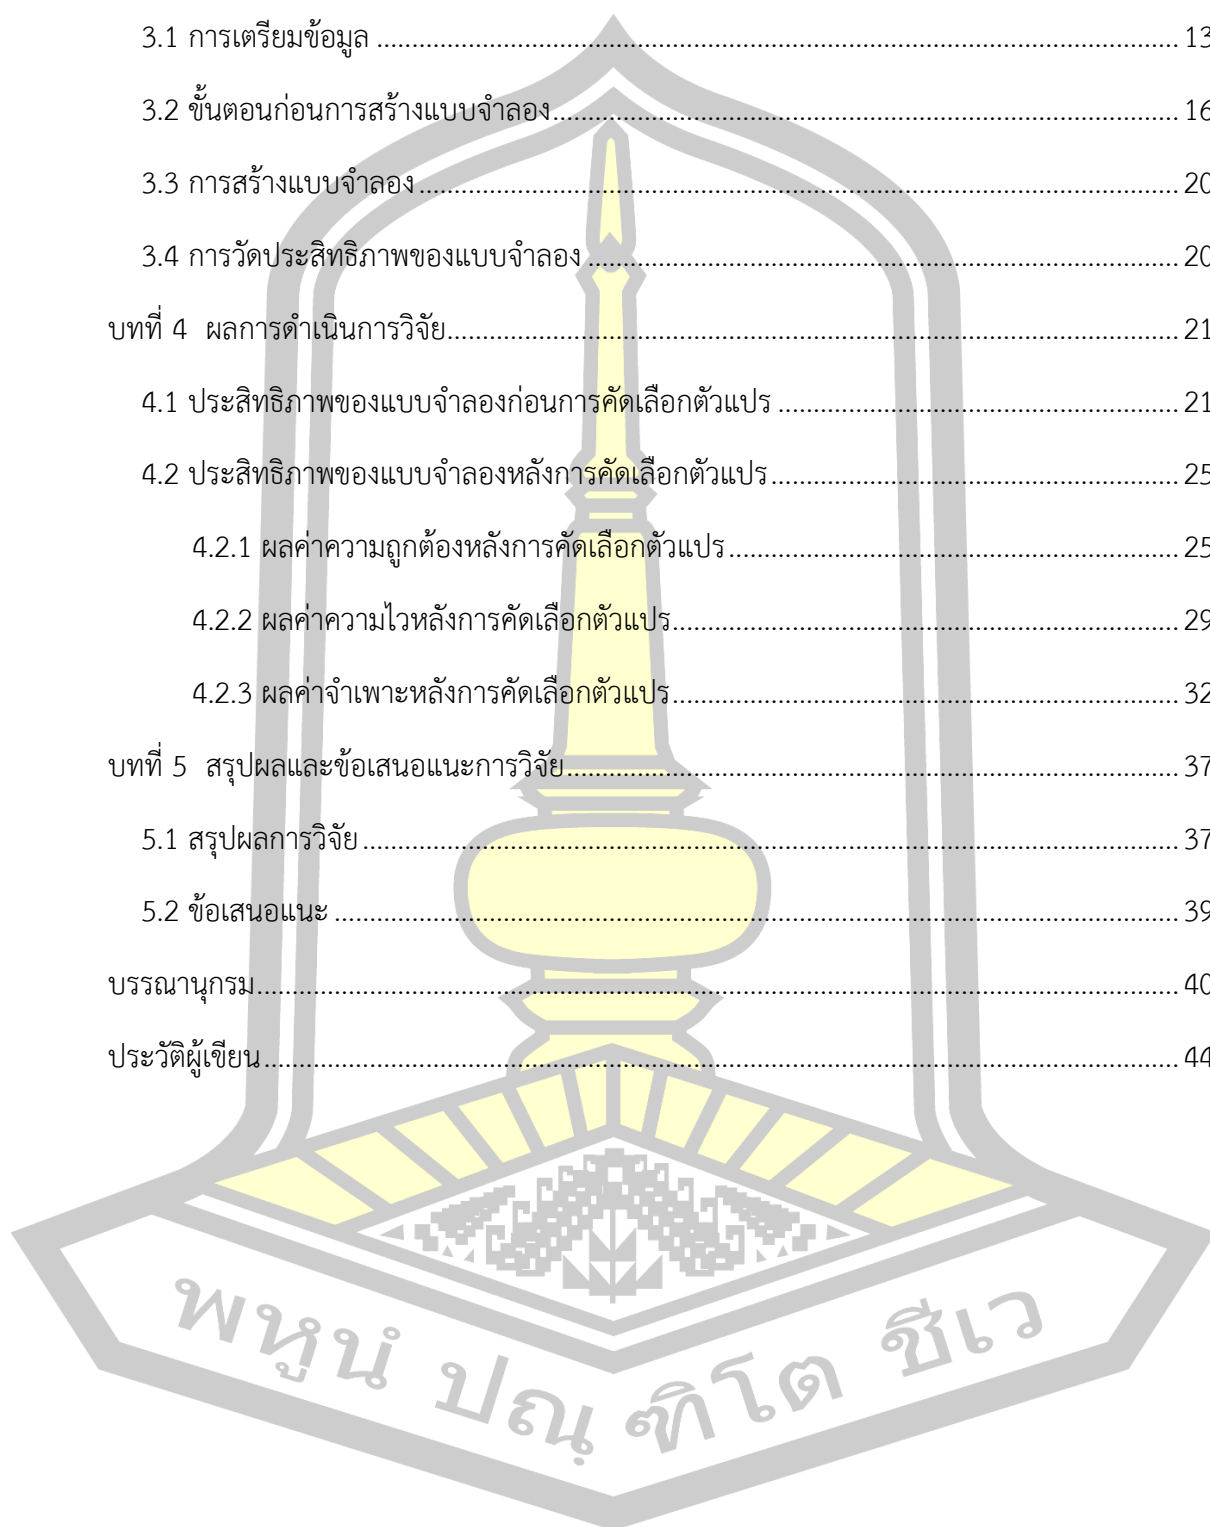 3.1 การเตรียมข้อมูล ........................................ 13
3.2 ขั้นตอนก่อนการสร้างแบบจำลอง ........................................ 16
3.3 การสร้างแบบจำลอง ........................................ 20
3.4 การวัดประสิทธิภาพของแบบจำลอง ........................................ 20
บทที่ 4 ผลการดำเนินการวิจัย ........................................ 21
4.1 ประสิทธิภาพของแบบจำลองก่อนการคัดเลือกตัวแปร ........................................ 21
4.2 ประสิทธิภาพของแบบจำลองหลังการคัดเลือกตัวแปร ........................................ 25
4.2.1 ผลค่าความถูกต้องหลังการคัดเลือกตัวแปร ........................................ 25
4.2.2 ผลค่าความไวหลังการคัดเลือกตัวแปร ........................................ 29
4.2.3 ผลค่าจำเพาะหลังการคัดเลือกตัวแปร ........................................ 32
บทที่ 5 สรุปผลและข้อเสนอแนะการวิจัย ........................................ 37
5.1 สรุปผลการวิจัย ........................................ 37
5.2 ข้อเสนอแนะ ........................................ 39
บรรณานุกรม ........................................ 40
ประวัติผู้เขียน ........................................ 44
พหูนํ ปณฺฑิโต ชีเว